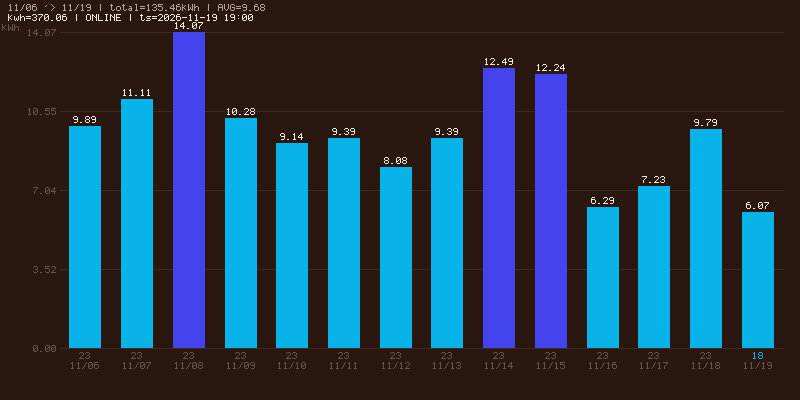 11/06 -> 11/19 | total=135.46kWh | AVG=9.68
Kwh=370.06 | ONLINE | ts=2026-11-19 19:00
kWh
14.07
10.55
7.04
3.52
0.00
9.89 11.11 14.07 10.28 9.14 9.39 8.08 9.39 12.49 12.24 6.29 7.23 9.79 6.07
23 23 23 23 23 23 23 23 23 23 23 23 23 18
11/06 11/07 11/08 11/09 11/10 11/11 11/12 11/13 11/14 11/15 11/16 11/17 11/18 11/19